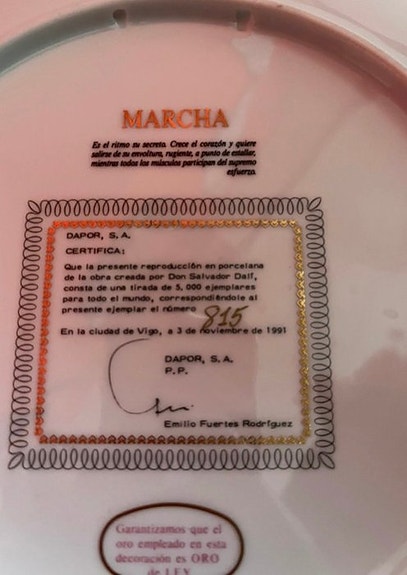 MARCHA
Es el ritmo su secreto. Crece el corazón y quiere
salirse de su envoltura, rugiente, a punto de estallar,
mientras todos los músculos participan del supremo
esfuerzo.
DAPOR, S.A.
CERTIFICA:
Que la presente reproducción en porcelana
de la obra creada por Don Salvador Dalí,
consta de una tirada de 5,000 ejemplares
para todo el mundo, correspondiéndole al
presente ejemplar el número 815
En la ciudad de Vigo, a 3 de noviembre de 1991
DAPOR, S.A.
P.P.
Emilio Fuertes Rodríguez
Garantizamos que el
oro empleado en esta
decoración es ORO
de LEY